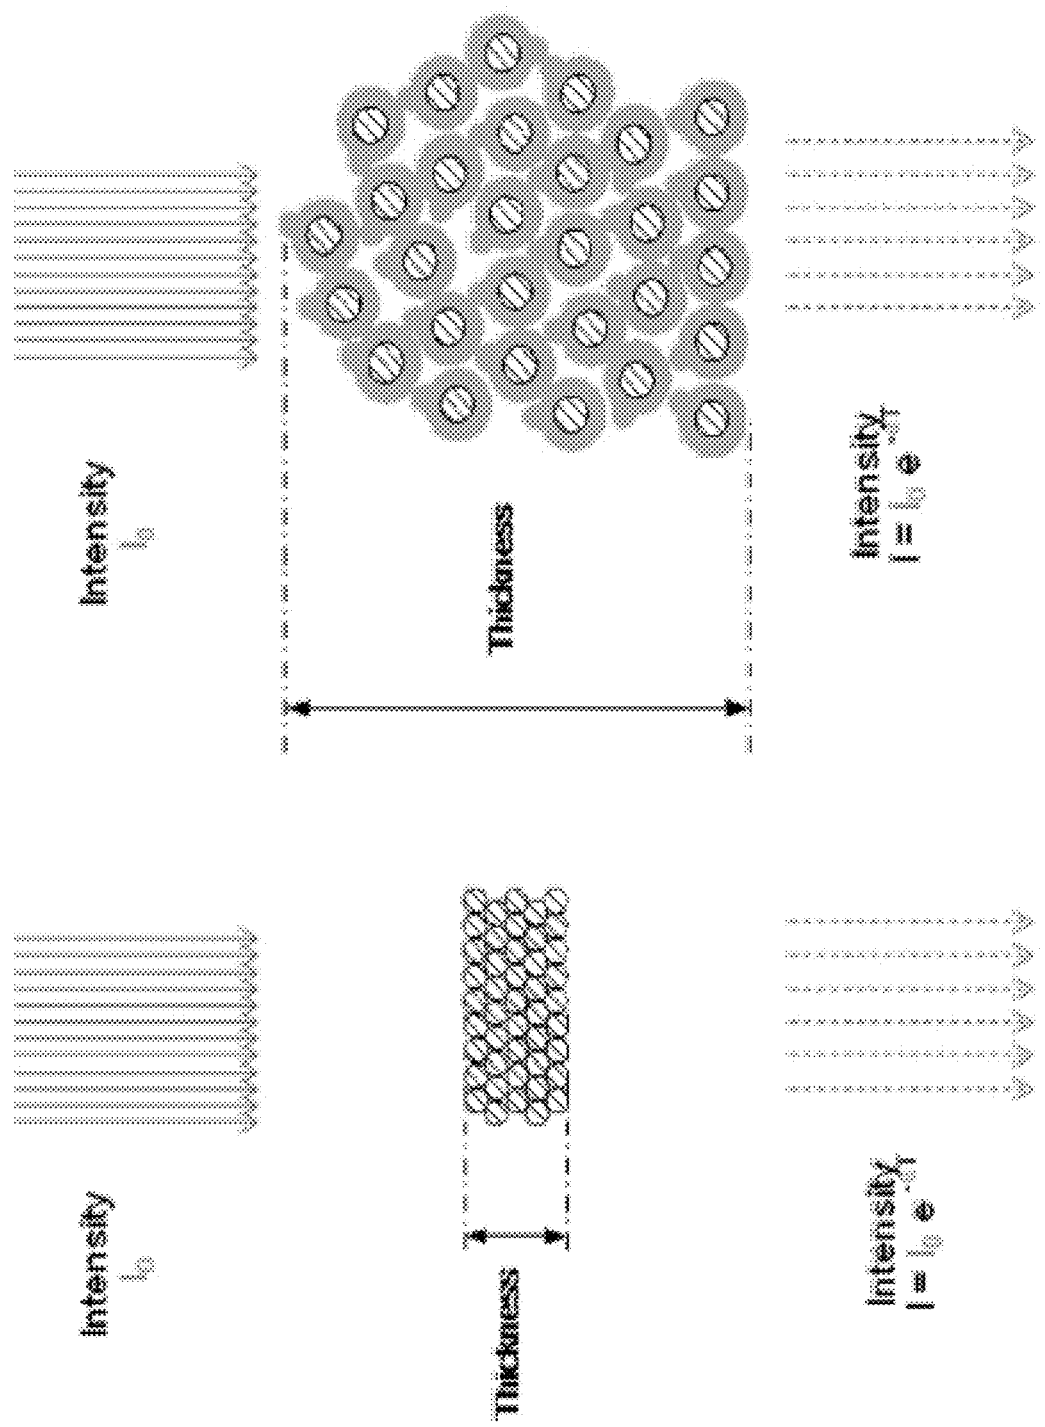 Intensity
I₀
Intensity
I₀
Thickness
Thickness
Intensity
I = I₀ e
Intensity
I = I₀ e